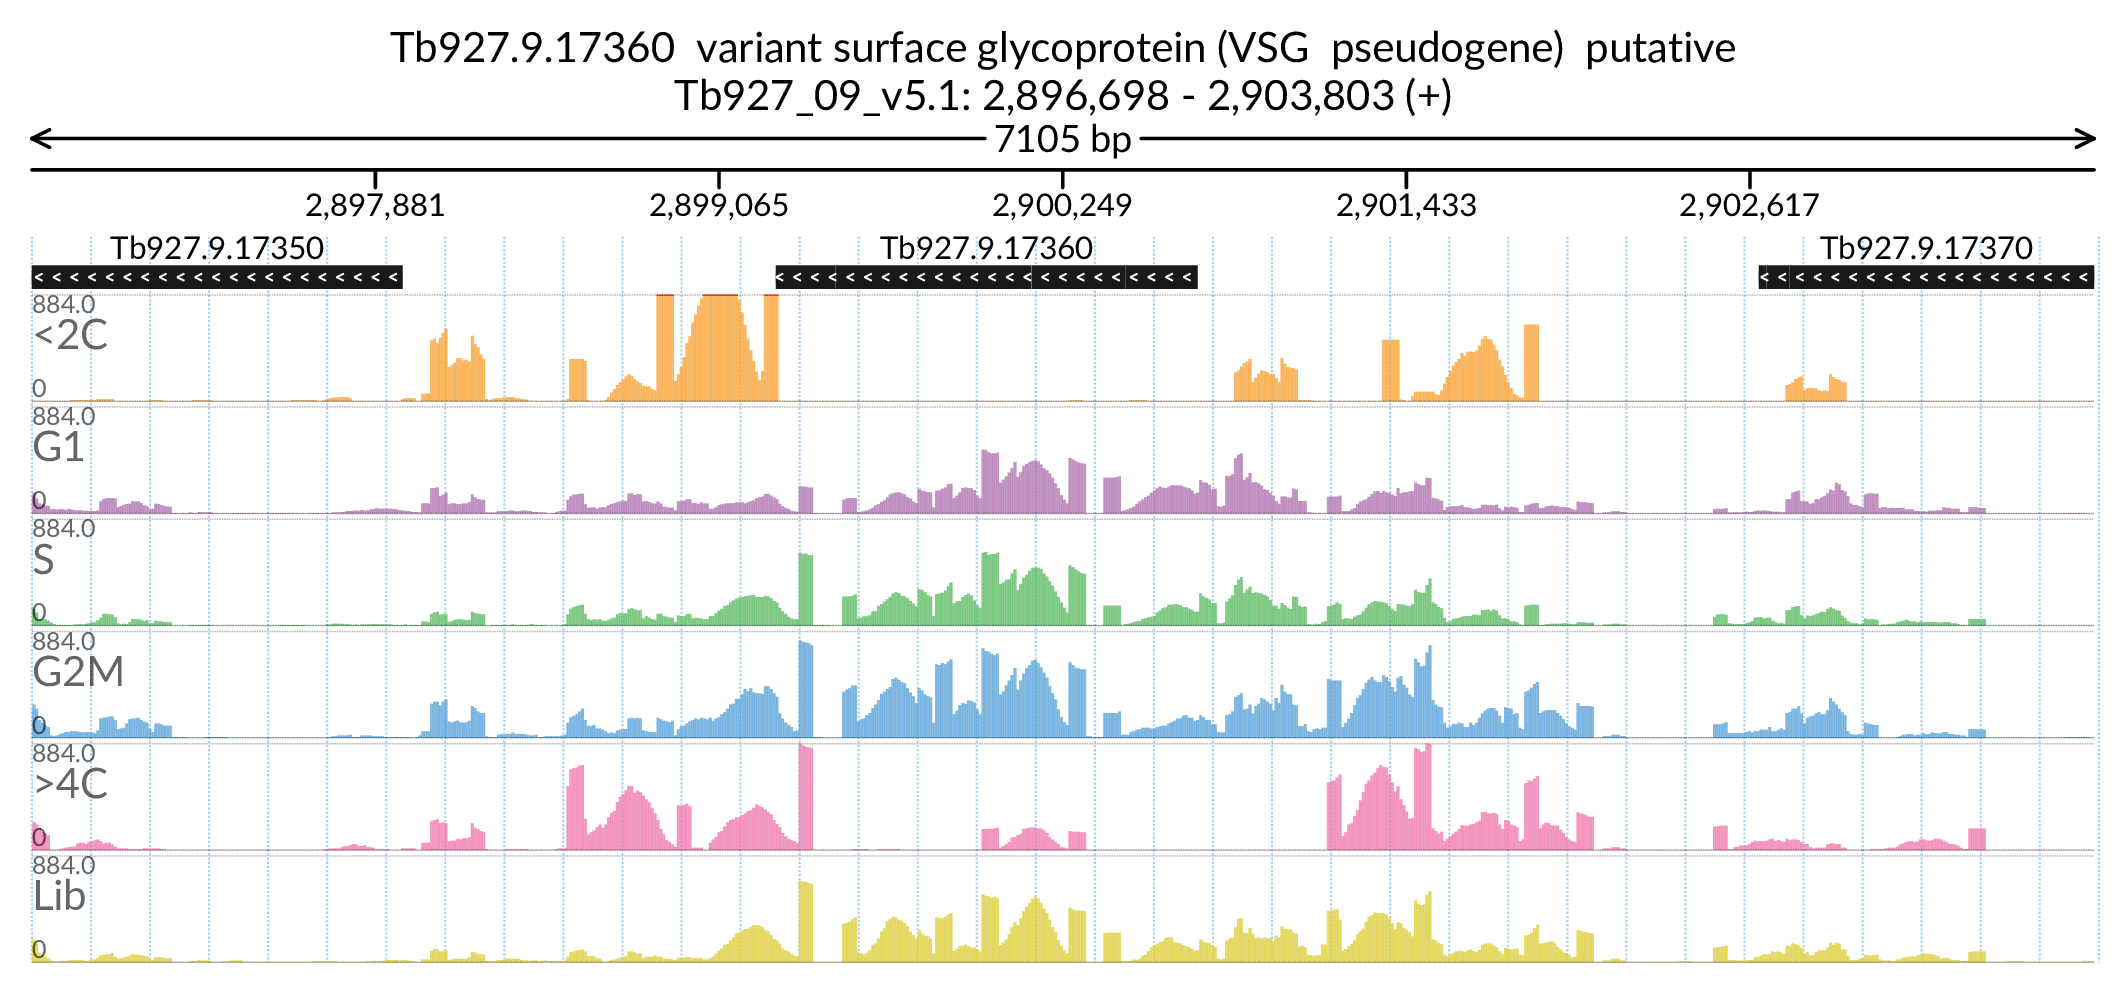 Tb927.9.17360  variant surface glycoprotein (VSG  pseudogene)  putative
Tb927_09_v5.1: 2,896,698 - 2,903,803 (+)
7105 bp
2,897,881 2,899,065 2,900,249 2,901,433 2,902,617
Tb927.9.17350 Tb927.9.17360 Tb927.9.17370
884.0
<2C
0
884.0
G1
0
884.0
S
0
884.0
G2M
0
884.0
>4C
0
884.0
Lib
0